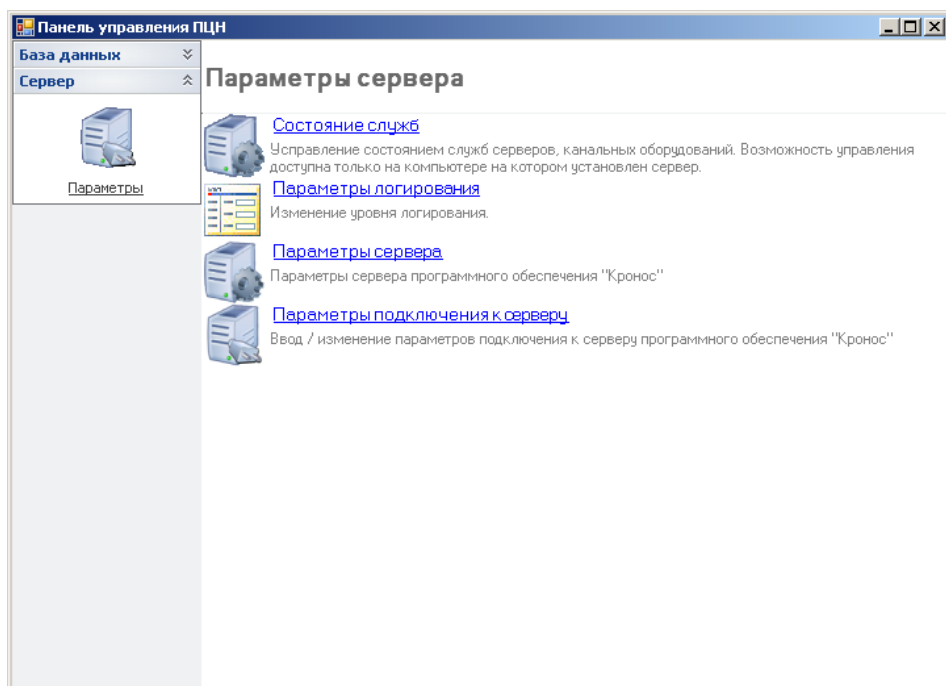 Панель управления ПЦН
База данных
Сервер
Параметры
Параметры сервера
Состояние служб
Усправление состоянием служб серверов, канальных оборудований. Возможность управления
доступна только на компьютере на котором установлен сервер.
Параметры логирования
Изменение уровня логирования.
Параметры сервера
Параметры сервера программного обеспечения "Кронос"
Параметры подключения к серверу
Ввод / изменение параметров подключения к серверу программного обеспечения "Кронос"